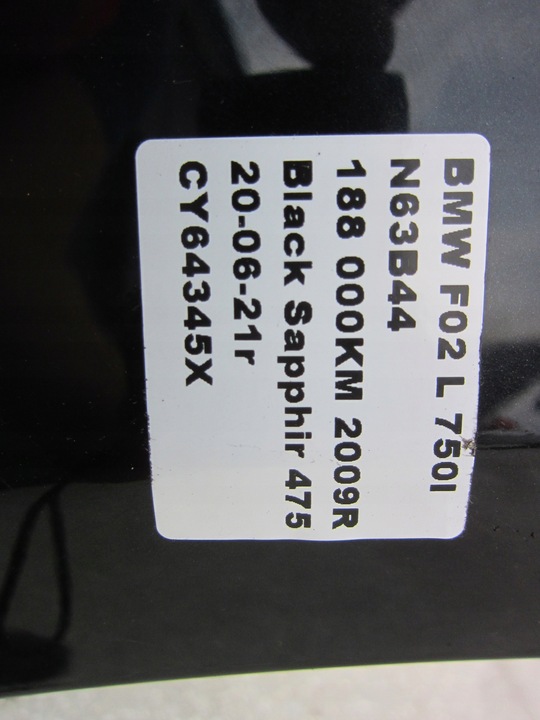 BMW F02 L 750I
N63B44
188 000KM 2009R
Black Sapphir 475
20-06-21r
CY64345X